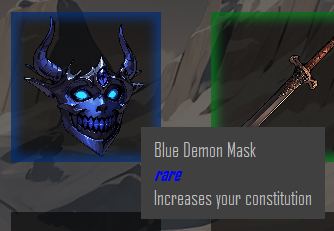 Blue Demon Mask
rare
Increases your constitution